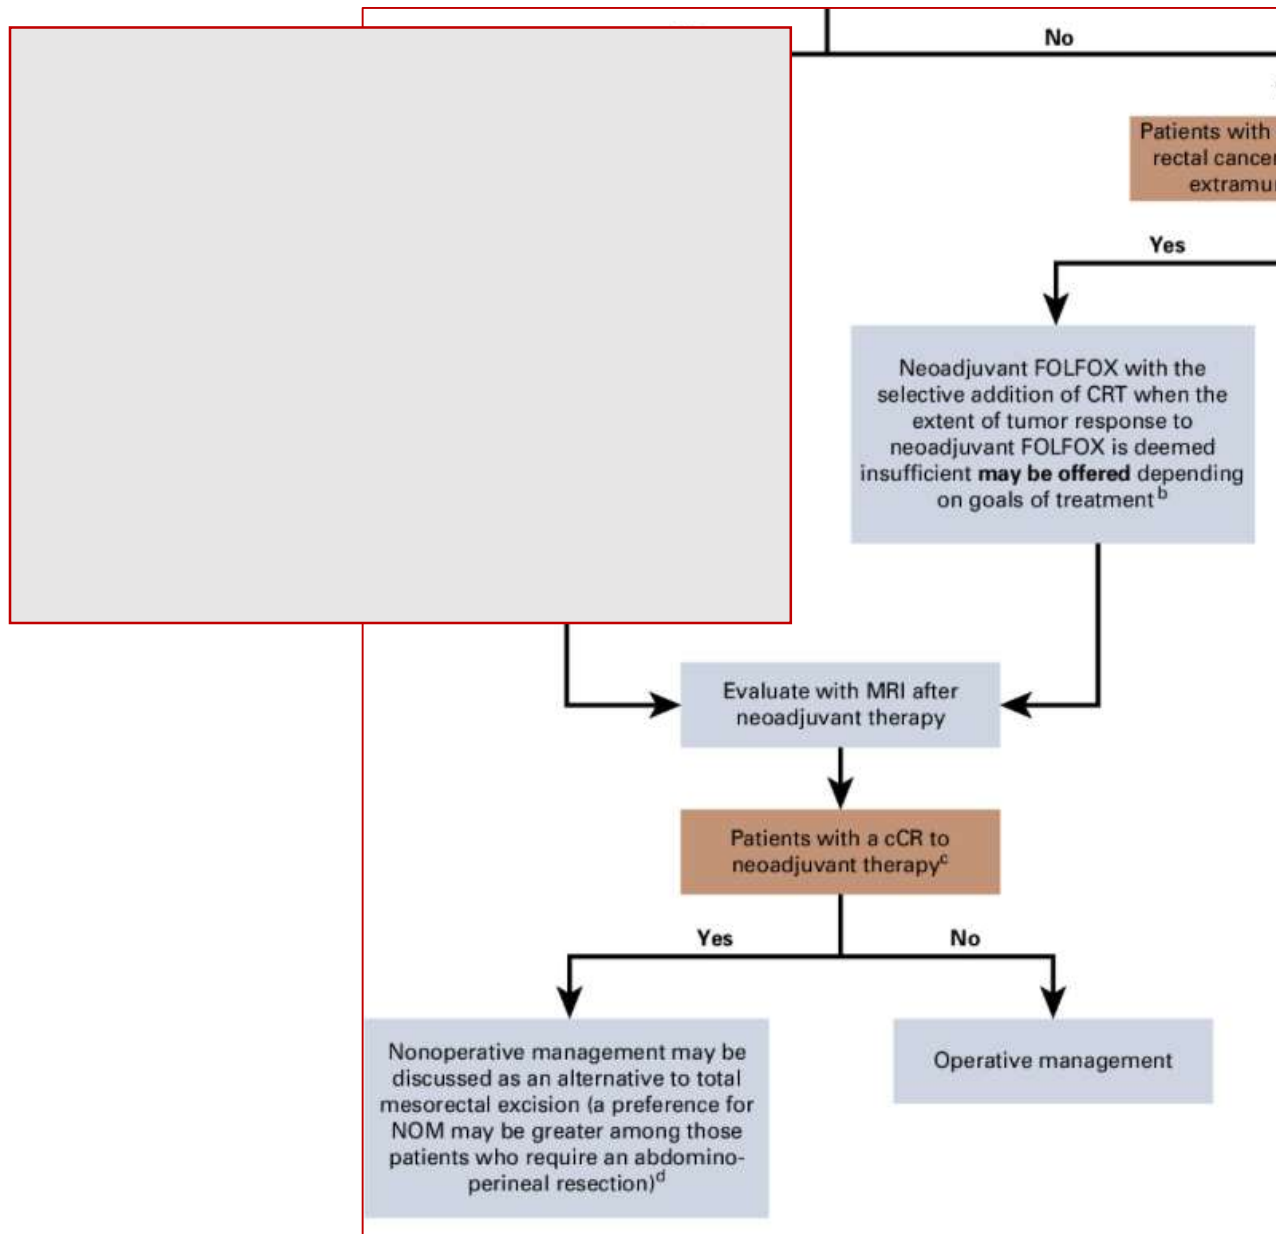 No
Patients with
rectal cancer
Yes
Neoadjuvant FOLFOX with the
selective addition of CRT when the
extent of tumor response to
neoadjuvant FOLFOX is deemed
insufficient may be offered depending
on goals of treatment b
Evaluate with MRI after
neoadjuvant therapy
Patients with a cCR to
neoadjuvant therapy c
Yes
No
Nonoperative management may be
discussed as an alternative to total
mesorectal excision (a preference for
NOM may be greater among those
patients who require an abdomino-
perineal resection) d
Operative management